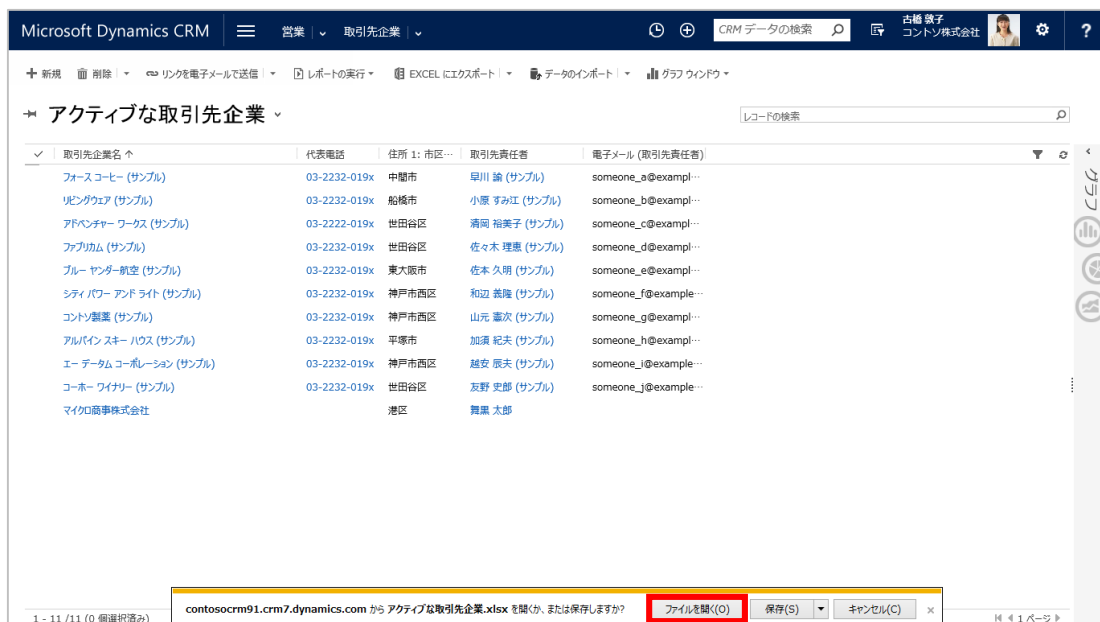 Microsoft Dynamics CRM 営業 取引先企業 CRM データの検索 古橋 敦子 コントソ株式会社 ?
新規 削除 リンクを電子メールで送信 レポートの実行 EXCEL にエクスポート データのインポート グラフ ウィンドウ
アクティブな取引先企業
レコードの検索
取引先企業名 代表電話 住所 1: 市区… 取引先責任者 電子メール (取引先責任者)
フォース コーヒー (サンプル) 03-2232-019x 中間市 早川 諭 (サンプル) someone_a@exampl…
リビングウェア (サンプル) 03-2232-019x 船橋市 小原 すみ江 (サンプル) someone_b@exampl…
アドベンチャー ワークス (サンプル) 03-2222-019x 世田谷区 清岡 裕美子 (サンプル) someone_c@exampl…
ファブリカム (サンプル) 03-2232-019x 世田谷区 佐々木 理恵 (サンプル) someone_d@exampl…
ブルー ヤンダー航空 (サンプル) 03-2232-019x 東大阪市 佐本 久明 (サンプル) someone_e@exampl…
シティ パワー アンド ライト (サンプル) 03-2232-019x 神戸市西区 和辺 義隆 (サンプル) someone_f@example…
コントソ製薬 (サンプル) 03-2232-019x 神戸市西区 山元 憲次 (サンプル) someone_g@exampl…
アルパイン スキー ハウス (サンプル) 03-2232-019x 平塚市 加須 紀夫 (サンプル) someone_h@exampl…
エー データム コーポレーション (サンプル) 03-2232-019x 神戸市西区 越安 辰夫 (サンプル) someone_i@example…
コーホー ワイナリー (サンプル) 03-2232-019x 世田谷区 友野 史郎 (サンプル) someone_j@example…
マイクロ商事株式会社 港区 舞黒 太郎
グラフ
contosocrm91.crm7.dynamics.com から アクティブな取引先企業.xlsx を開くか、または保存しますか? ファイルを開く(O) 保存(S) キャンセル(C) ×
1 - 11 /11 (0 個選択済み) 1 ページ